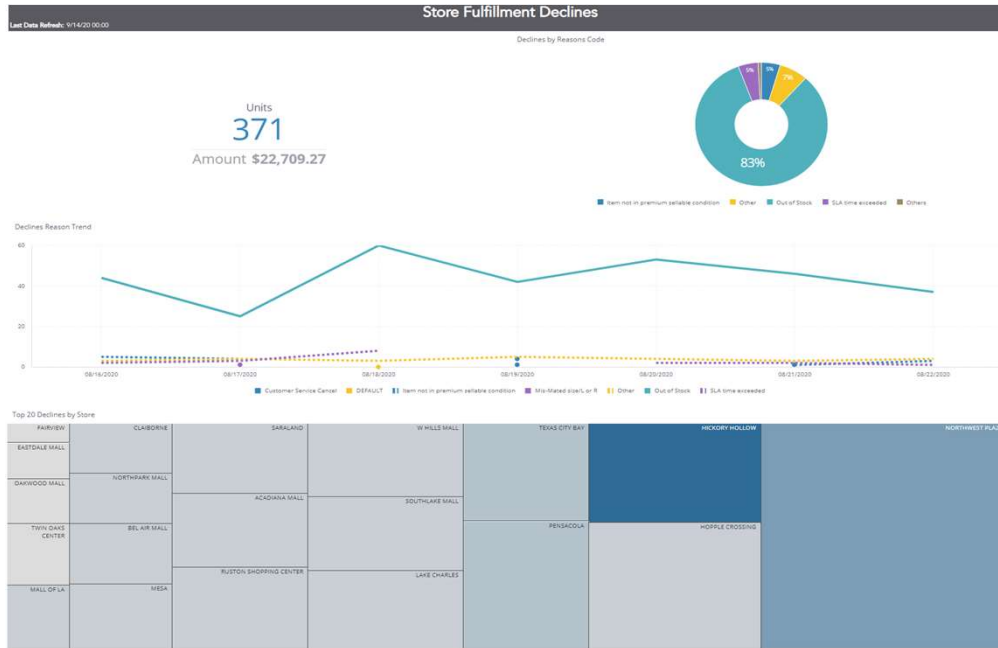 Store Fulfillment Declines
Last Data Refresh: 9/14/20 00:00
Declines by Reasons Code
Units
371
Amount $22,709.27
5%
5%
7%
83%
Item not in premium sellable condition
Other
Out of Stock
SLA time exceeded
Others
Declines Reason Trend
60
40
20
0
08/16/2020
08/17/2020
08/18/2020
08/19/2020
08/20/2020
08/21/2020
08/22/2020
Customer Service Cancel
DEFAULT
Item not in premium sellable condition
Mis-Mated size/L or R
Other
Out of Stock
SLA time exceeded
Top 20 Declines by Store
FAIRVIEW
CLAIBORNE
SARALAND
W HILLS MALL
TEXAS CITY BAY
HICKORY HOLLOW
NORTHWEST PLAZ
EASTDALE MALL
OAKWOOD MALL
NORTHPARK MALL
ACADIANA MALL
SOUTHLAKE MALL
TWIN OAKS
CENTER
BEL AIR MALL
PENSACOLA
HOPPLE CROSSING
RUSTON SHOPPING CENTER
LAKE CHARLES
MALL OF LA
MESA